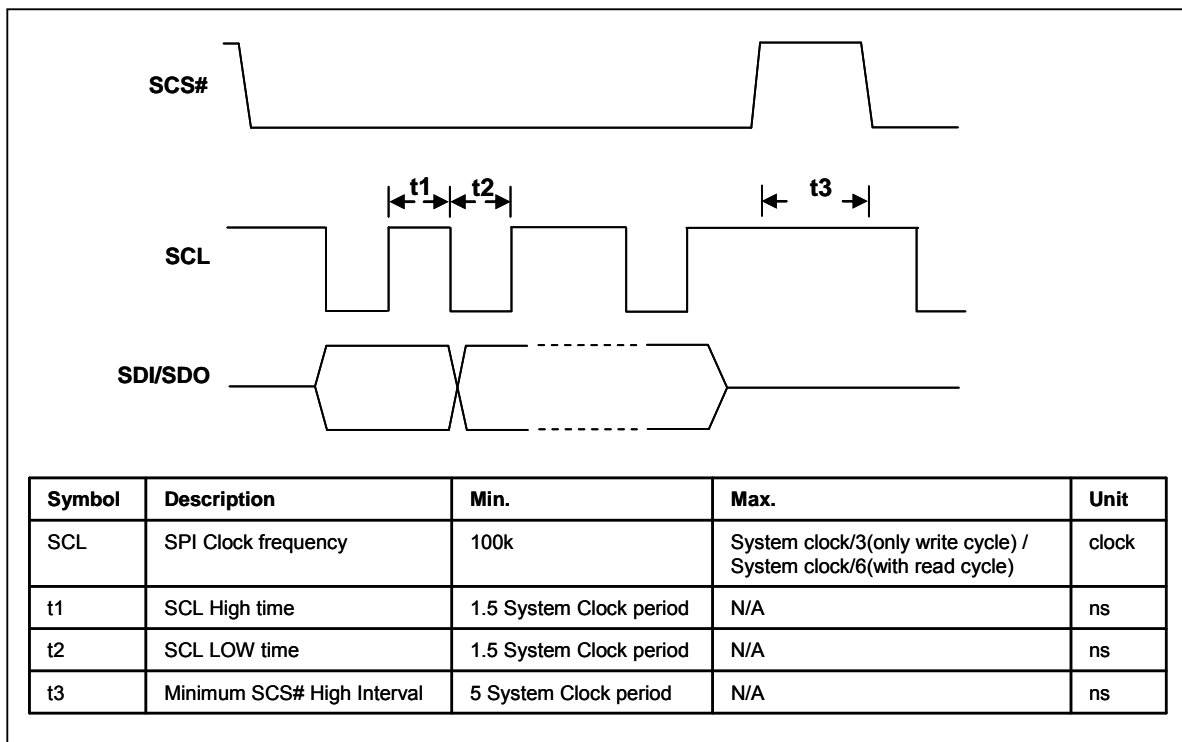 SCS#
t1 t2 t3
SCL
SDI/SDO
Symbol Description Min. Max. Unit
SCL SPI Clock frequency 100k System clock/3(only write cycle) / clock
System clock/6(with read cycle)
t1 SCL High time 1.5 System Clock period N/A ns
t2 SCL LOW time 1.5 System Clock period N/A ns
t3 Minimum SCS# High Interval 5 System Clock period N/A ns